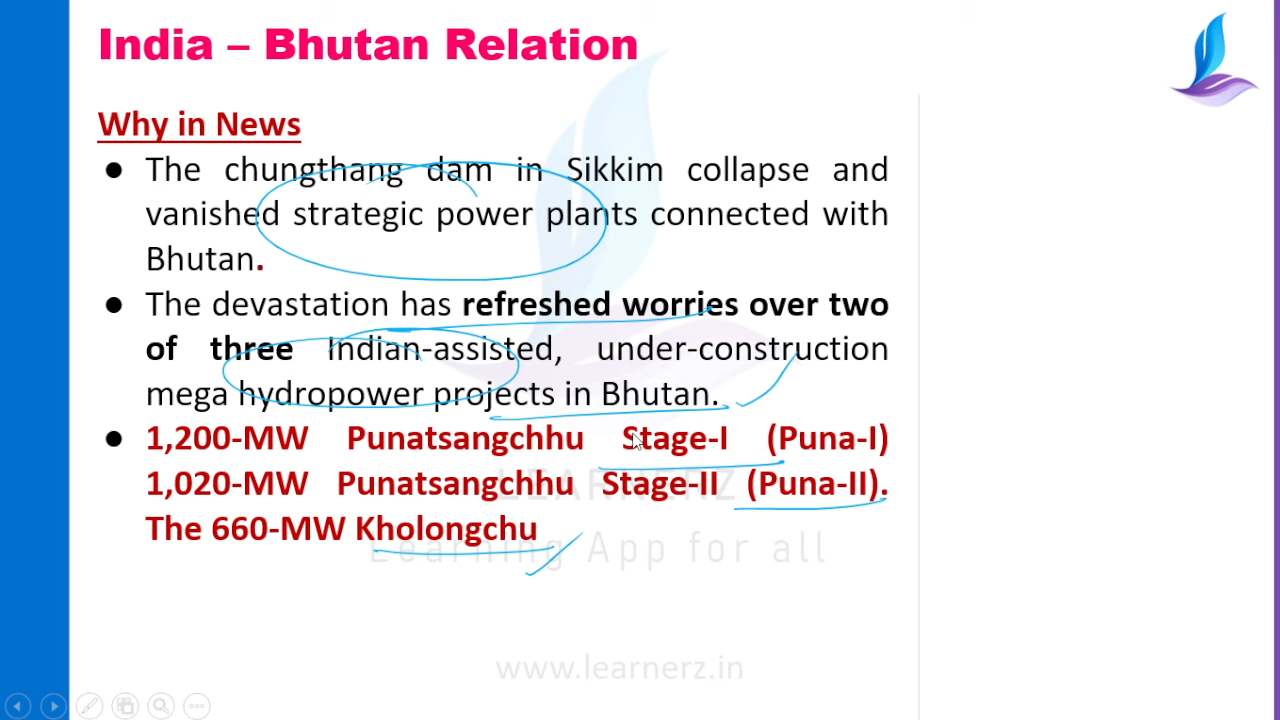 India – Bhutan Relation
Why in News
● The chungthang dam in Sikkim collapse and
vanished strategic power plants connected with
Bhutan.
● The devastation has refreshed worries over two
of three Indian-assisted, under-construction
mega hydropower projects in Bhutan.
● 1,200-MW Punatsangchhu Stage-I (Puna-I)
1,020-MW Punatsangchhu Stage-II (Puna-II).
The 660-MW Kholongchu
LEARNERZ
Learning App for all
www.learnerz.in